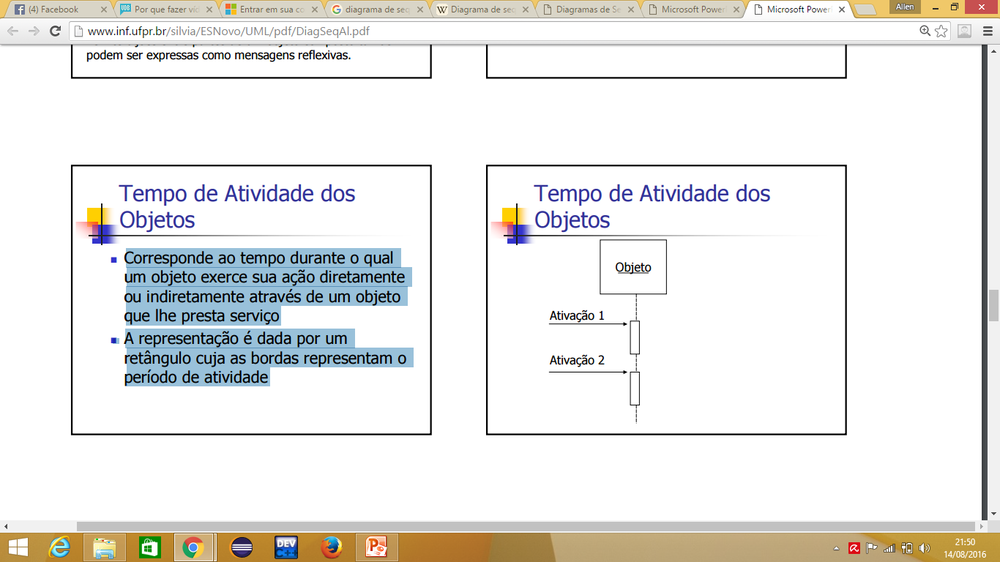 (4) Facebook
Por que fazer víd
Entrar em sua co
diagrama de seq
Diagrama de seq
Diagramas de Se
Microsoft Power
Microsoft Power
Allen
www.inf.ufpr.br/silvia/ESNovo/UML/pdf/DiagSeqAl.pdf
podem ser expressas como mensagens reflexivas.
Tempo de Atividade dos
Objetos
Corresponde ao tempo durante o qual
um objeto exerce sua ação diretamente
ou indiretamente através de um objeto
que lhe presta serviço
A representação é dada por um
retângulo cuja as bordas representam o
período de atividade
Tempo de Atividade dos
Objetos
Objeto
Ativação 1
Ativação 2
DEV
C++
21:50
14/08/2016